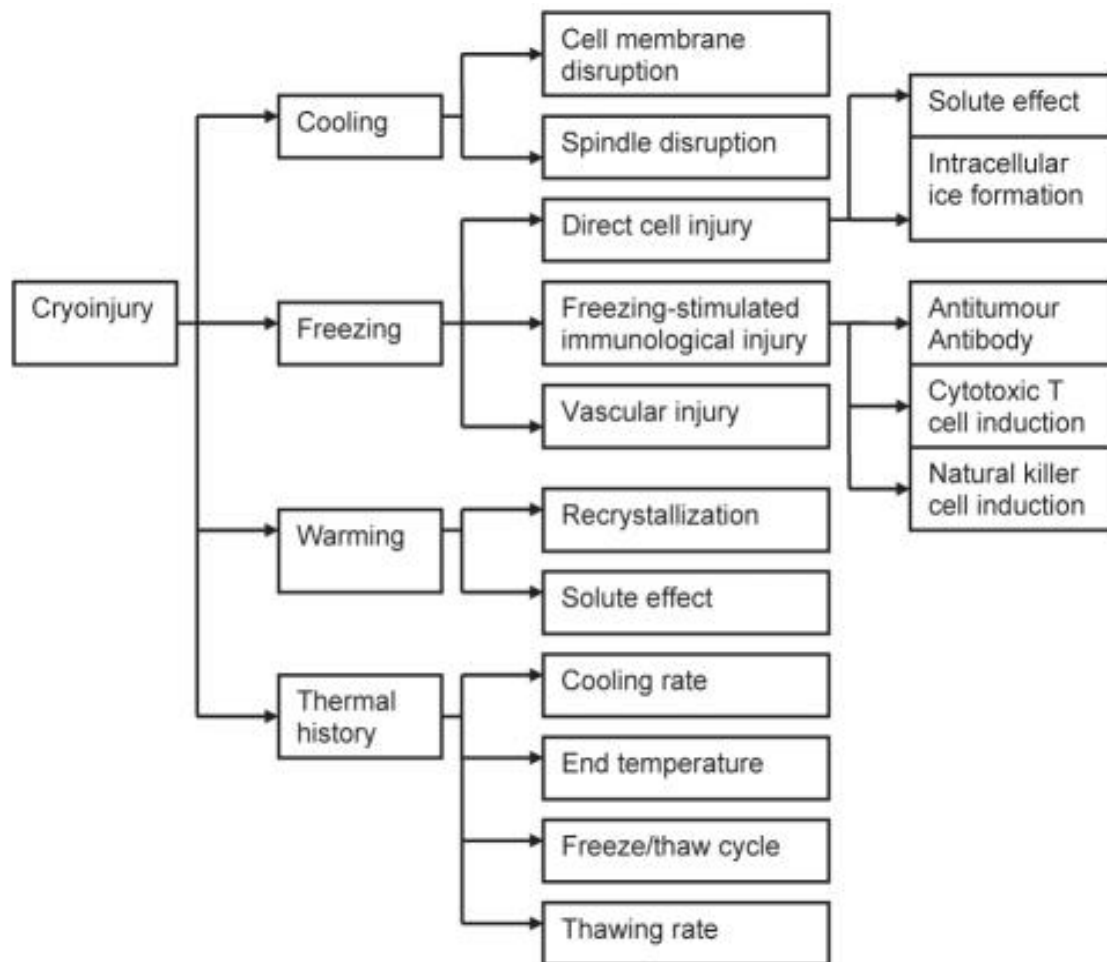 Cryoinjury
Cooling
Cell membrane
disruption
Spindle disruption
Freezing
Direct cell injury
Solute effect
Intracellular
ice formation
Freezing-stimulated
immunological injury
Antitumour
Antibody
Cytotoxic T
cell induction
Natural killer
cell induction
Vascular injury
Warming
Recrystallization
Solute effect
Thermal
history
Cooling rate
End temperature
Freeze/thaw cycle
Thawing rate